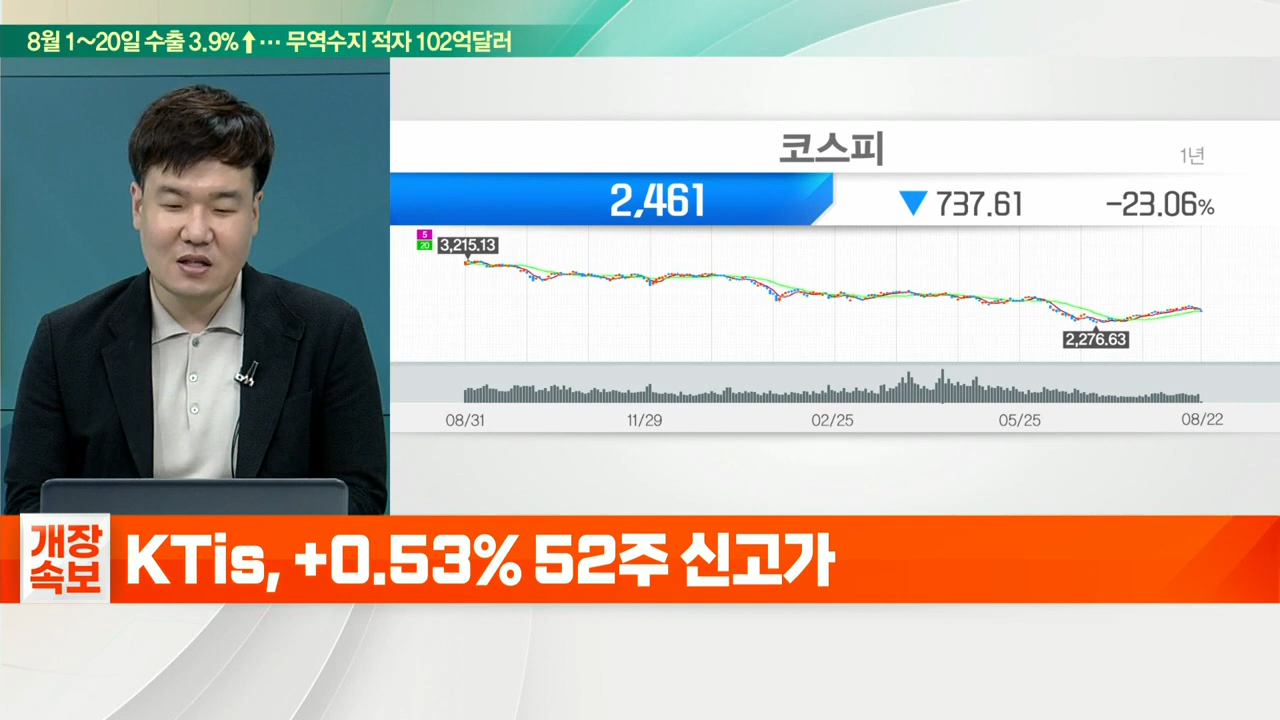 8월 1~20일 수출 3.9%⬆… 무역수지 적자 102억달러
코스피
1년
2,461 ▼ 737.61 -23.06%
5
20
3,215.13
2,276.63
08/31 11/29 02/25 05/25 08/22
개장
속보
KTis, +0.53% 52주 신고가